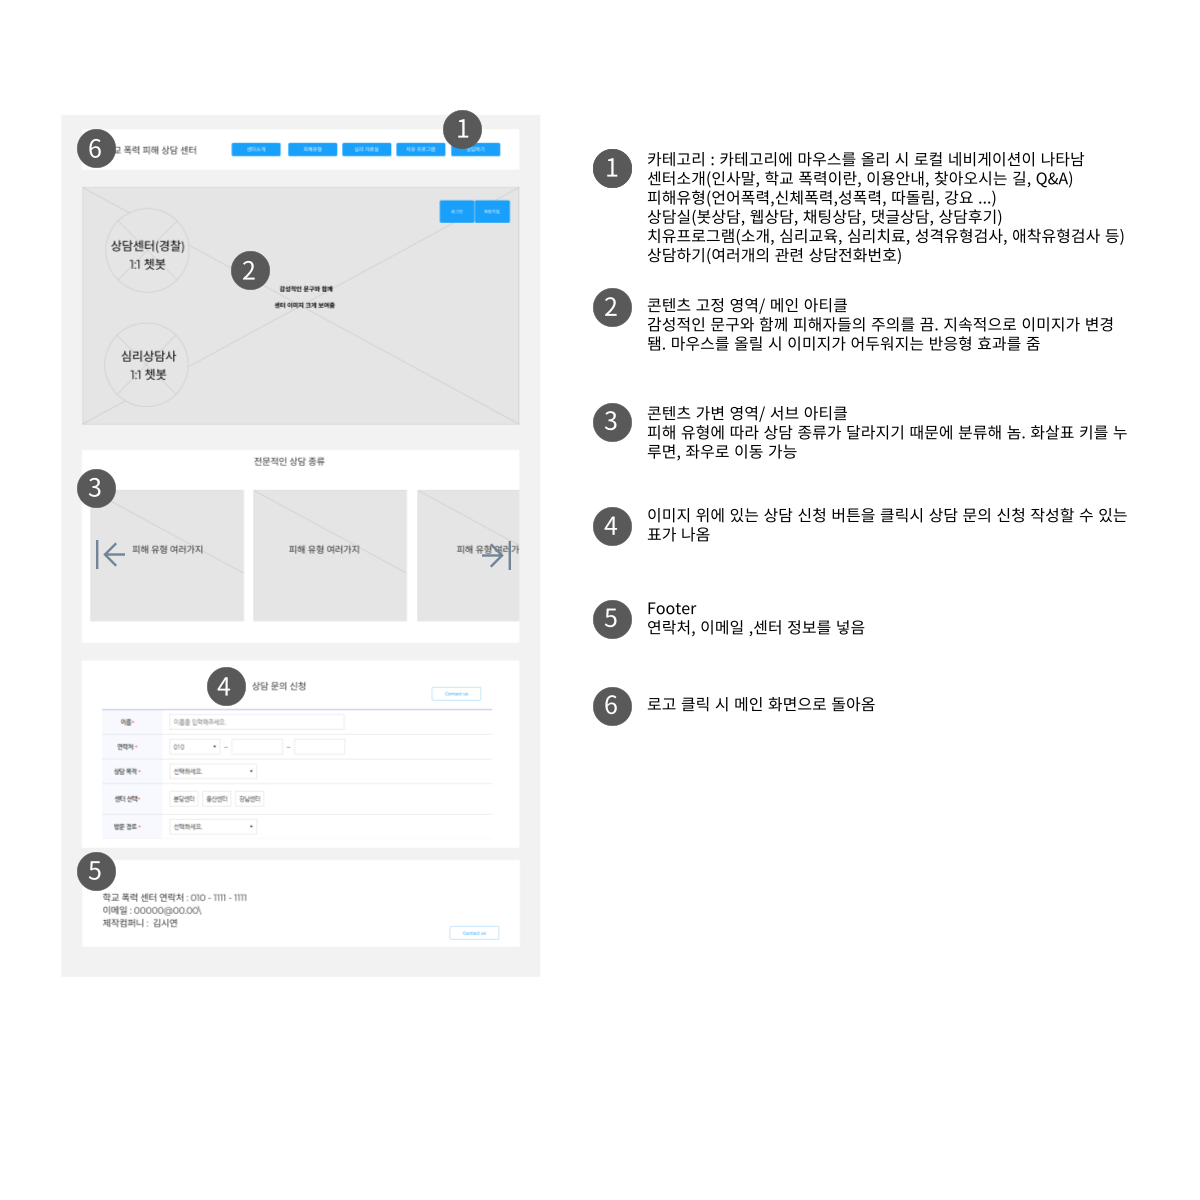 6
교 폭력 피해 상담 센터
센터소개
피해유형
심리 자료실
치유 프로그램
상담하기
1
로그인
회원가입
상담센터(경찰)
1:1 쳇봇
2
감성적인 문구와 함께
센터 이미지 크게 보여줌
심리상담사
1:1 쳇봇
전문적인 상담 종류
3
피해 유형 여러가지
피해 유형 여러가지
피해 유형 여러가
4
상담 문의 신청
Contact us
이름*
이름을 입력해주세요.
연락처 *
010
-
-
상담 목적 *
선택하세요.
센터 선택*
분당센터
용산센터
강남센터
방문 경로 *
선택하세요.
5
학교 폭력 센터 연락처 : 010 - 1111 - 1111
이메일 : 00000@00.00\
제작컴퍼니 : 김시연
Contact us
1
카테고리 : 카테고리에 마우스를 올리 시 로컬 네비게이션이 나타남
센터소개(인사말, 학교 폭력이란, 이용안내, 찾아오시는 길, Q&A)
피해유형(언어폭력,신체폭력,성폭력, 따돌림, 강요 ...)
상담실(봇상담, 웹상담, 채팅상담, 댓글상담, 상담후기)
치유프로그램(소개, 심리교육, 심리치료, 성격유형검사, 애착유형검사 등)
상담하기(여러개의 관련 상담전화번호)
2
콘텐츠 고정 영역/ 메인 아티클
감성적인 문구와 함께 피해자들의 주의를 끔. 지속적으로 이미지가 변경
됌. 마우스를 올릴 시 이미지가 어두워지는 반응형 효과를 줌
3
콘텐츠 가변 영역/ 서브 아티클
피해 유형에 따라 상담 종류가 달라지기 때문에 분류해 놈. 화살표 키를 누
루면, 좌우로 이동 가능
4
이미지 위에 있는 상담 신청 버튼을 클릭시 상담 문의 신청 작성할 수 있는
표가 나옴
5
Footer
연락처, 이메일 ,센터 정보를 넣음
6
로고 클릭 시 메인 화면으로 돌아옴